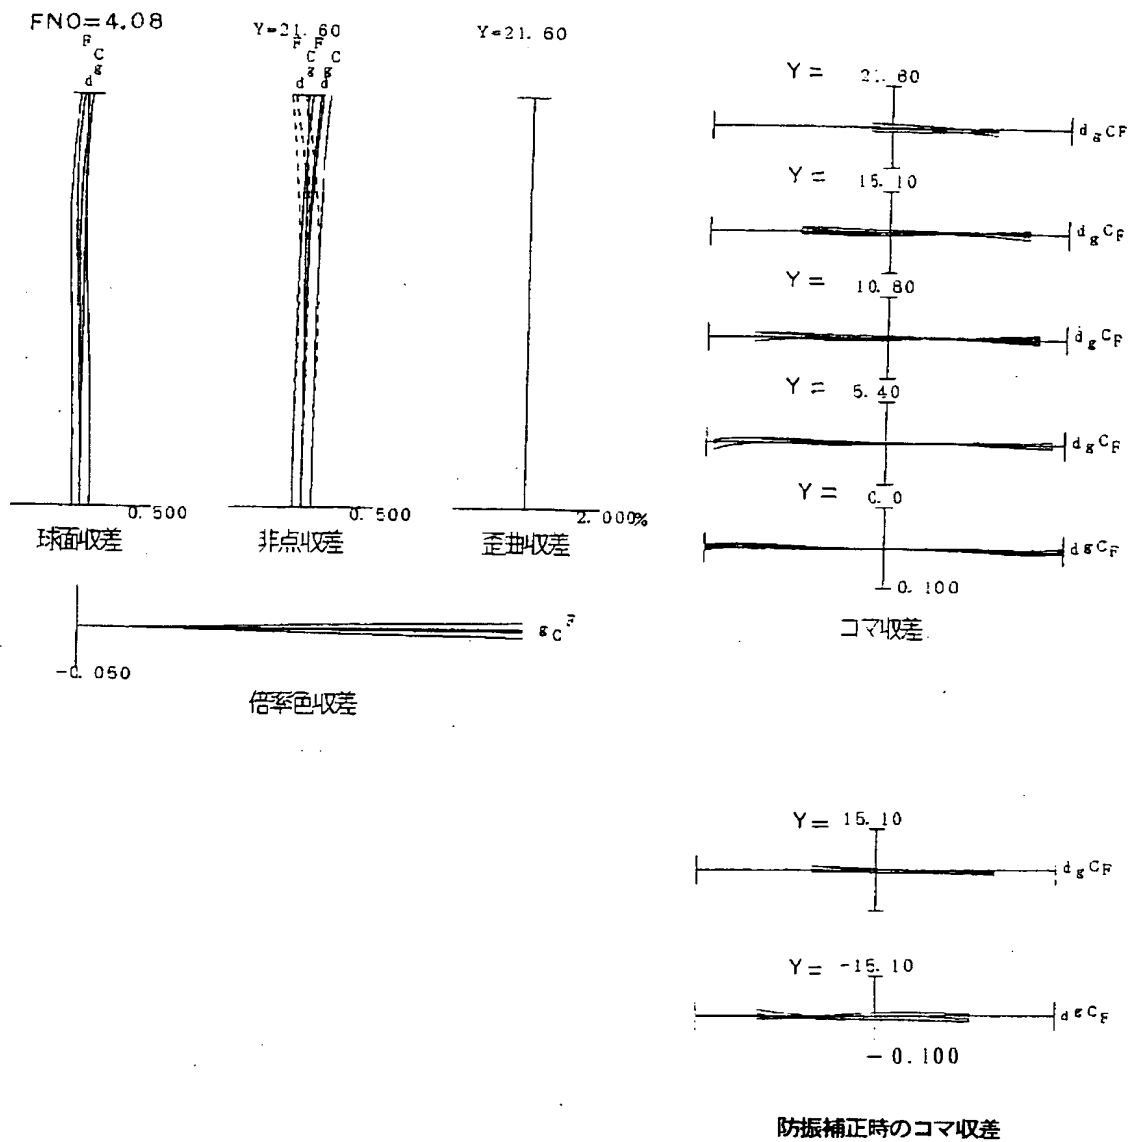 FNO=4.08
F
C
g
d
Y=21.60
F F
C C
g g
d d
Y=21.60
0.500
球面収差
0.500
非点収差
2.000%
歪曲収差
g C F
-0.050
倍率色収差
Y= 21.60
d g C F
Y= 15.10
d g C F
Y= 10.80
d g C F
Y= 5.40
d g C F
Y= 0.0
d g C F
0.100
コマ収差
Y= 15.10
d g C F
Y= -15.10
d g C F
-0.100
防振補正時のコマ収差